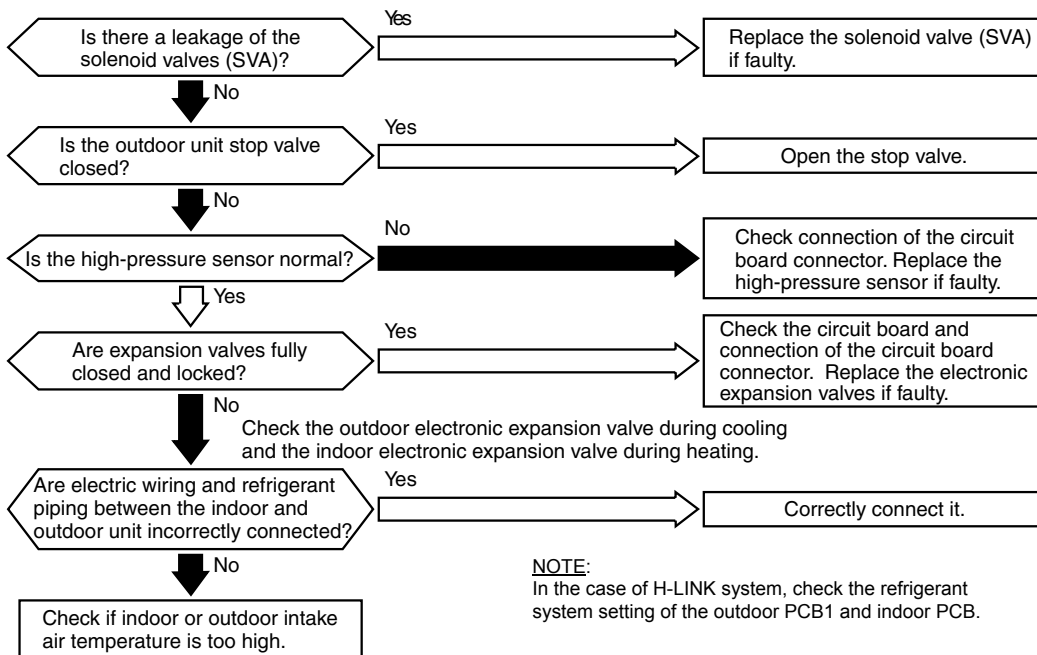 Yes
Is there a leakage of the
solenoid valves (SVA)?
Replace the solenoid valve (SVA)
if faulty.
No
Yes
Is the outdoor unit stop valve
closed?
Open the stop valve.
No
No
Is the high-pressure sensor normal?
Check connection of the circuit
board connector. Replace the
high-pressure sensor if faulty.
Yes
Yes
Are expansion valves fully
closed and locked?
Check the circuit board and
connection of the circuit board
connector. Replace the electronic
expansion valves if faulty.
No
Check the outdoor electronic expansion valve during cooling
and the indoor electronic expansion valve during heating.
Yes
Are electric wiring and refrigerant
piping between the indoor and
outdoor unit incorrectly connected?
Correctly connect it.
No
Check if indoor or outdoor intake
air temperature is too high.
NOTE:
In the case of H-LINK system, check the refrigerant
system setting of the outdoor PCB1 and indoor PCB.